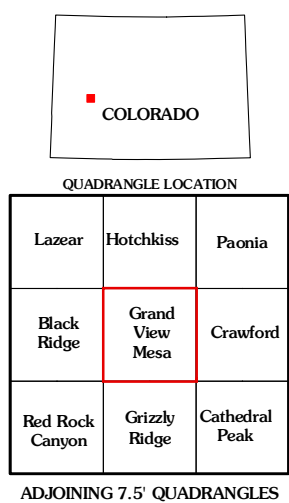 COLORADO
QUADRANGLE LOCATION
Lazear
Hotchkiss
Paonia
Black
Ridge
Grand
View
Mesa
Crawford
Red Rock
Canyon
Grizzly
Ridge
Cathedral
Peak
ADJOINING 7.5' QUADRANGLES